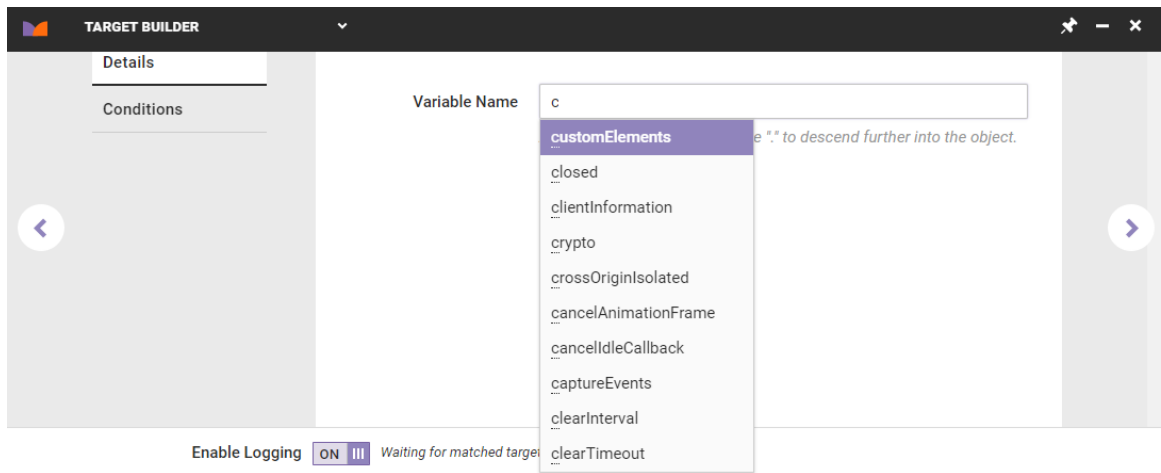 TARGET BUILDER
Details
Conditions
Variable Name
c
customElements
e "." to descend further into the object.
closed
clientInformation
crypto
crossOriginIsolated
cancelAnimationFrame
cancelIdleCallback
captureEvents
clearInterval
clearTimeout
Enable Logging ON Waiting for matched target